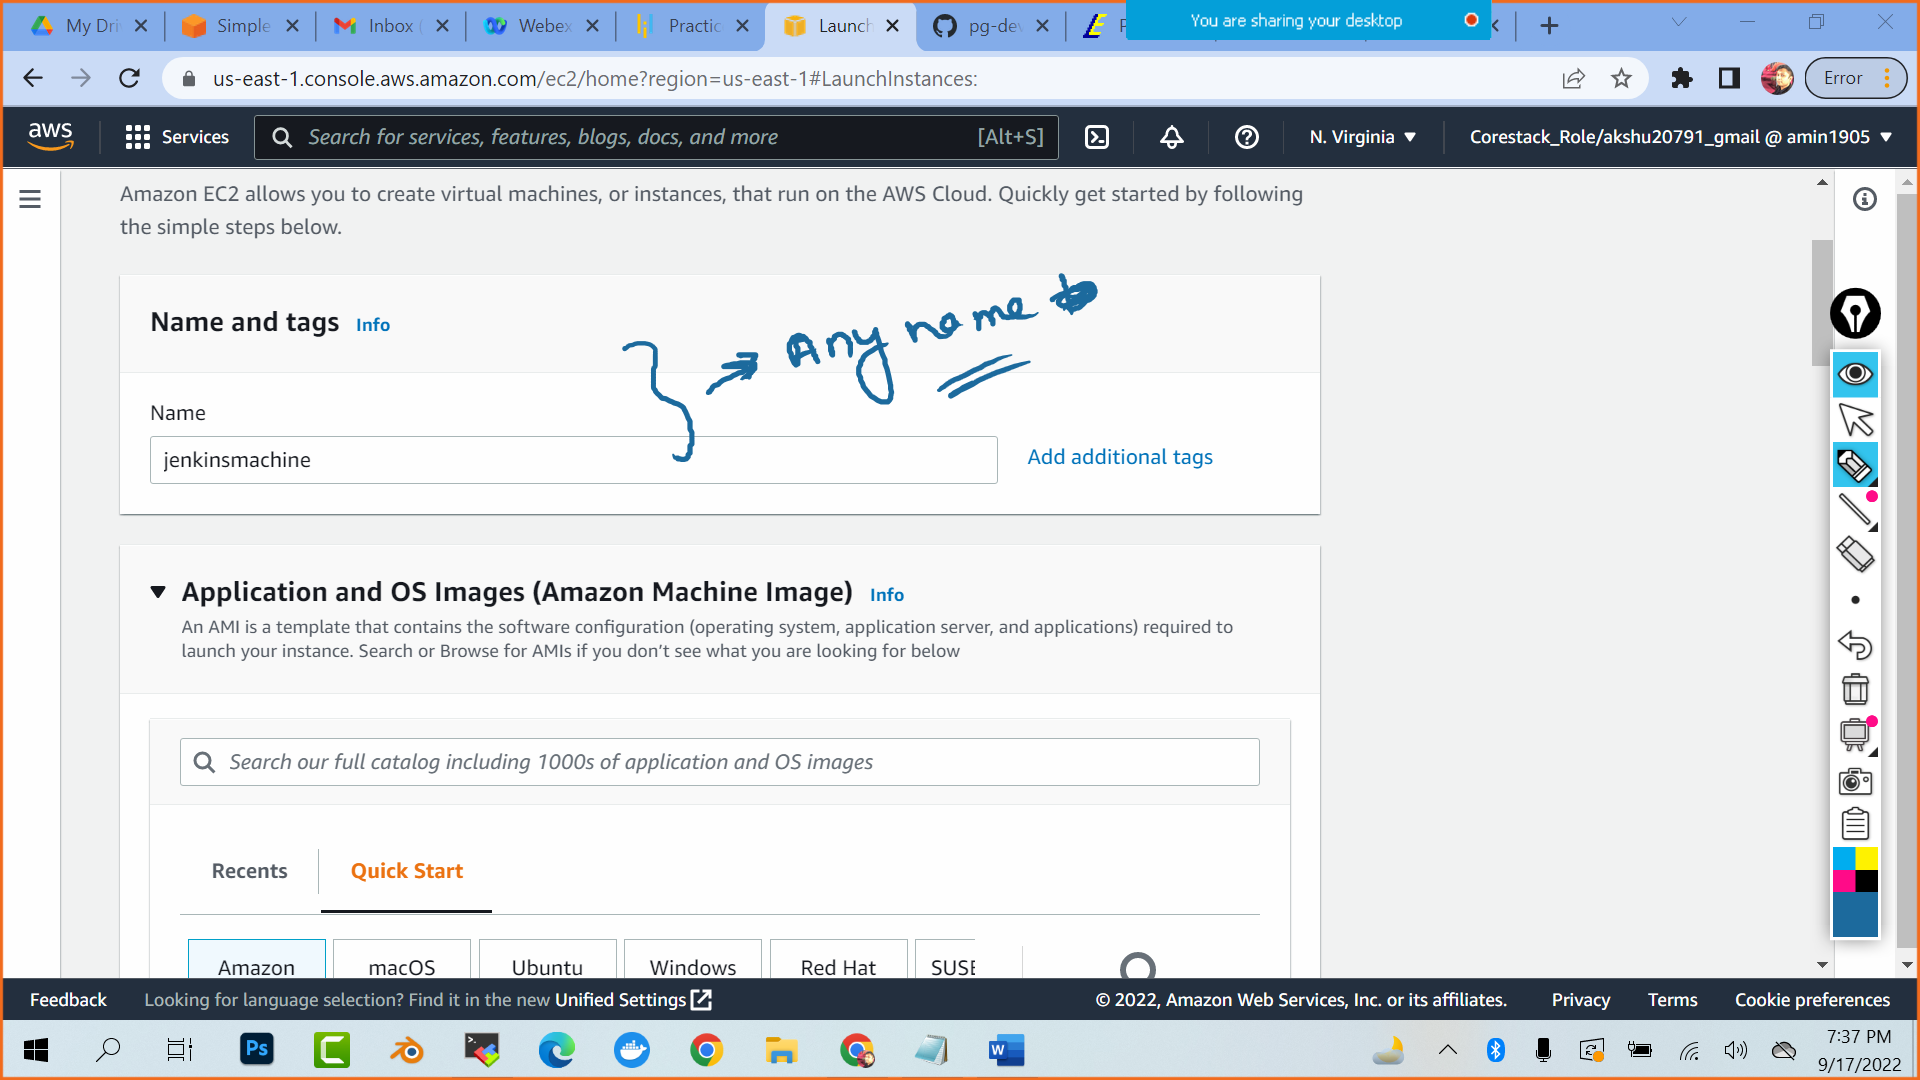 My Dri
Simple
Inbox (
Webex
Practic
Launch
pg-dev
You are sharing your desktop
us-east-1.console.aws.amazon.com/ec2/home?region=us-east-1#LaunchInstances:
Error
aws
Services
Search for services, features, blogs, docs, and more
[Alt+S]
N. Virginia
Corestack_Role/akshu20791_gmail @ amin1905
Amazon EC2 allows you to create virtual machines, or instances, that run on the AWS Cloud. Quickly get started by following
the simple steps below.
Name and tags Info
Any name
Name
jenkinsmachine
Add additional tags
Application and OS Images (Amazon Machine Image) Info
An AMI is a template that contains the software configuration (operating system, application server, and applications) required to
launch your instance. Search or Browse for AMIs if you don’t see what you are looking for below
Search our full catalog including 1000s of application and OS images
Recents
Quick Start
Amazon
macOS
Ubuntu
Windows
Red Hat
SUSE
Feedback
Looking for language selection? Find it in the new Unified Settings
© 2022, Amazon Web Services, Inc. or its affiliates.
Privacy
Terms
Cookie preferences
Ps
C
W
7:37 PM
9/17/2022